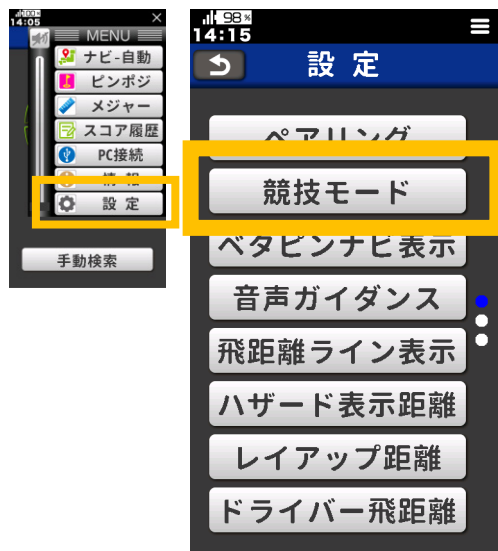 100%
14:05
MENU
ナビ-自動
ピンポジ
メジャー
スコア履歴
PC接続
情 報
設 定
手動検索
98%
14:15
設 定
ペアリング
競技モード
ベタピンナビ表示
音声ガイダンス
飛距離ライン表示
ハザード表示距離
レイアップ距離
ドライバー飛距離